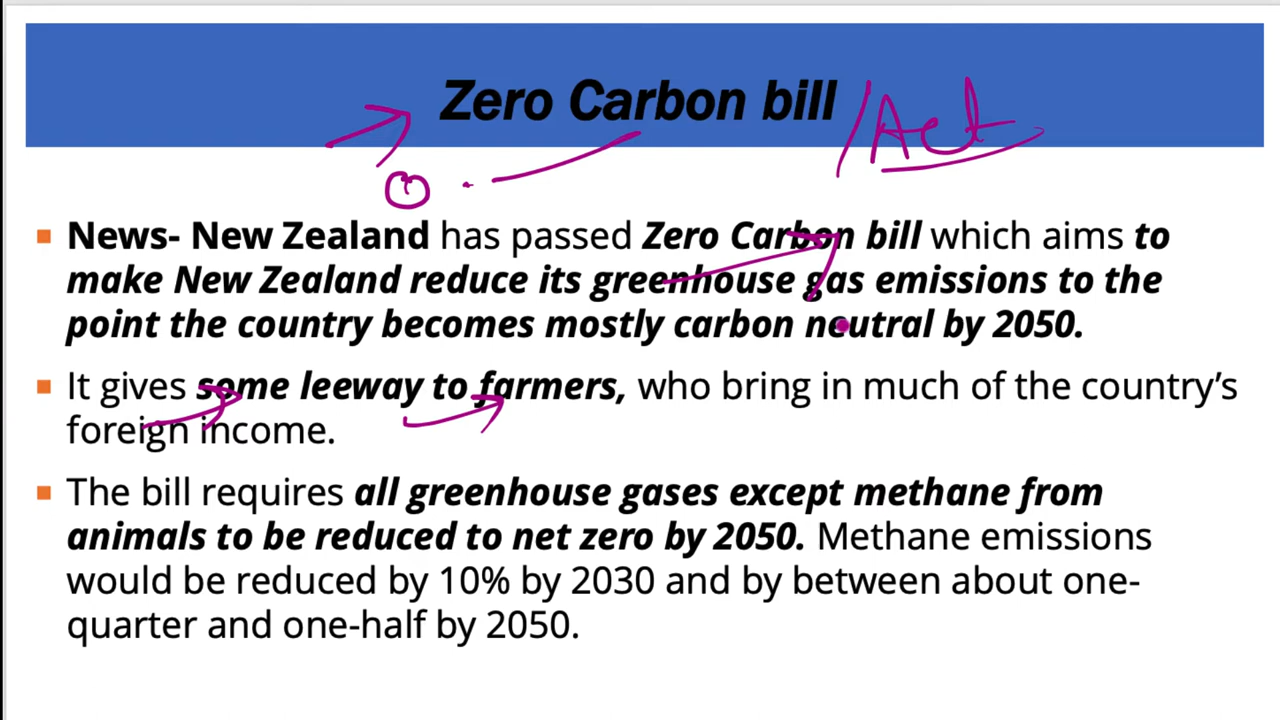 Zero Carbon bill /Act
News- New Zealand has passed Zero Carbon bill which aims to
make New Zealand reduce its greenhouse gas emissions to the
point the country becomes mostly carbon neutral by 2050.
It gives some leeway to farmers, who bring in much of the country’s
foreign income.
The bill requires all greenhouse gases except methane from
animals to be reduced to net zero by 2050. Methane emissions
would be reduced by 10% by 2030 and by between about one-
quarter and one-half by 2050.